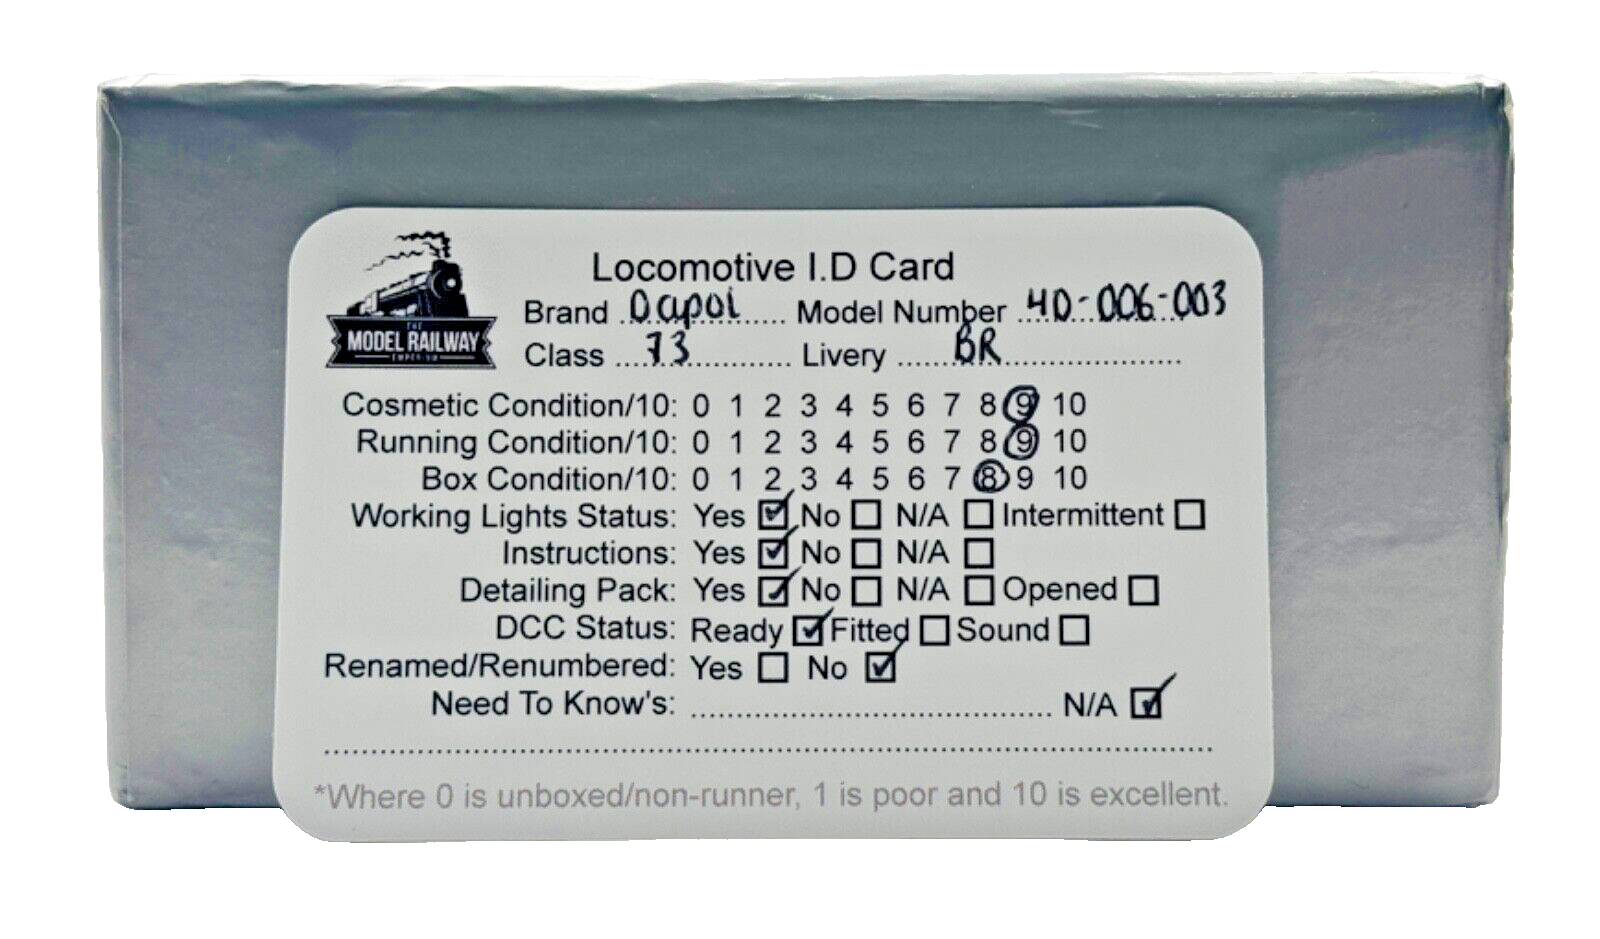 THE
MODEL RAILWAY
EMPORIUM
Locomotive I.D Card
Brand Dapol Model Number 4D-006-003
Class 73 Livery BR
Cosmetic Condition/10: 0 1 2 3 4 5 6 7 8 9 10
Running Condition/10: 0 1 2 3 4 5 6 7 8 9 10
Box Condition/10: 0 1 2 3 4 5 6 7 8 9 10
Working Lights Status: Yes ☑ No ☐ N/A ☐ Intermittent ☐
Instructions: Yes ☑ No ☐ N/A ☐
Detailing Pack: Yes ☑ No ☐ N/A ☐ Opened ☐
DCC Status: Ready ☑ Fitted ☐ Sound ☐
Renamed/Renumbered: Yes ☐ No ☑
Need To Know's: .................................... N/A ☑
*Where 0 is unboxed/non-runner, 1 is poor and 10 is excellent.